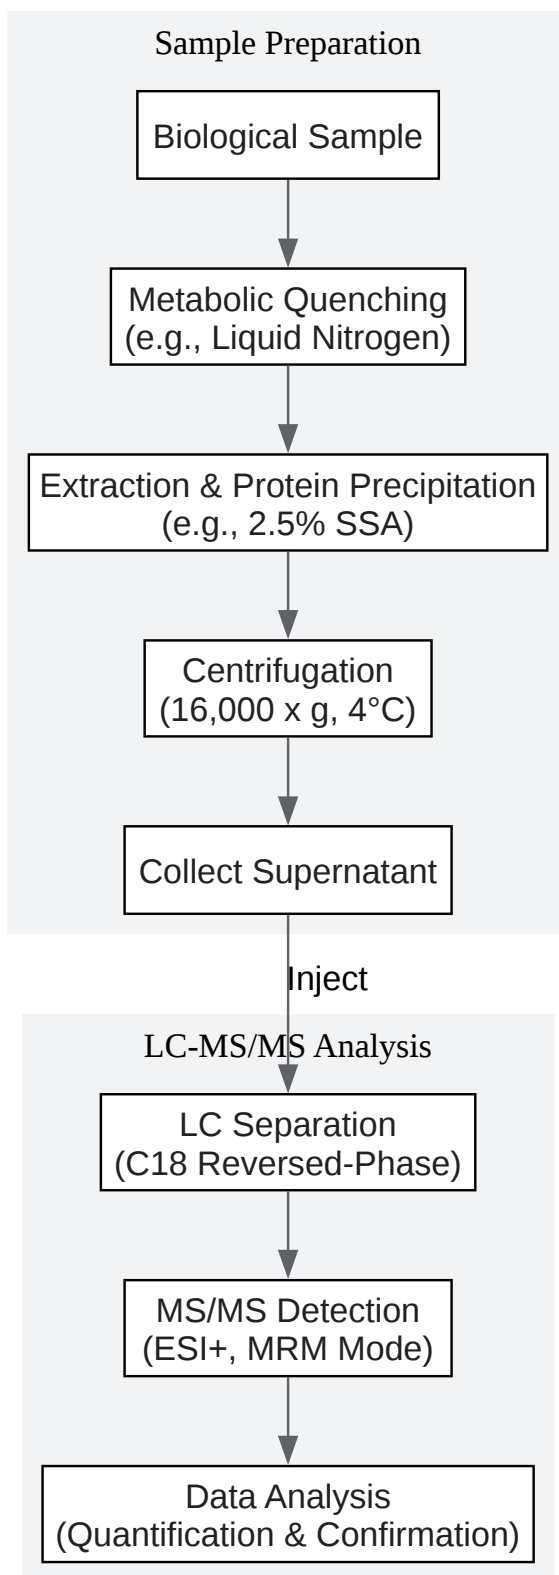 Sample Preparation
Biological Sample
Metabolic Quenching
(e.g., Liquid Nitrogen)
Extraction & Protein Precipitation
(e.g., 2.5% SSA)
Centrifugation
(16,000 x g, 4°C)
Collect Supernatant
Inject
LC-MS/MS Analysis
LC Separation
(C18 Reversed-Phase)
MS/MS Detection
(ESI+, MRM Mode)
Data Analysis
(Quantification & Confirmation)